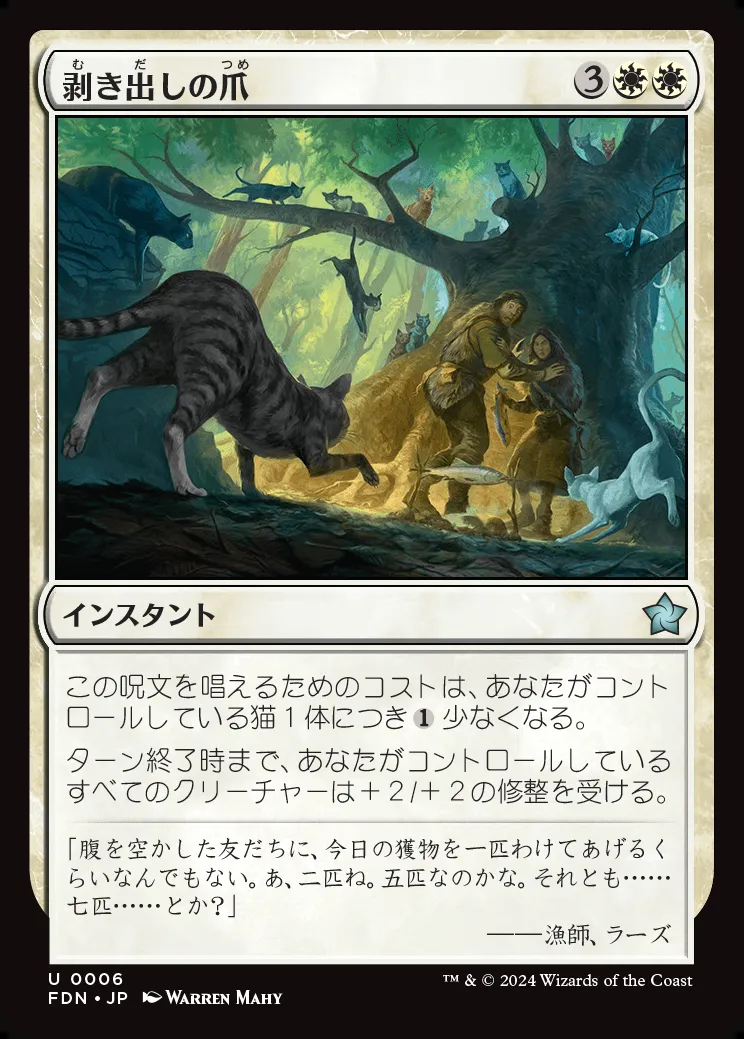 む だ つめ
剥き出しの爪 3
インスタント
この呪文を唱えるためのコストは、あなたがコント
ロールしている猫1体につき 1 少なくなる。
ターン終了時まで、あなたがコントロールしている
すべてのクリーチャーは+2/+2の修整を受ける。
「腹を空かした友だちに、今日の獲物を一匹わけてあげるく
らいなんでもない。あ、二匹ね。五匹なのかな。それとも……
七匹……とか?」
――漁師、ラーズ
U 0006
FDN • JP WARREN MAHY
™ & © 2024 Wizards of the Coast